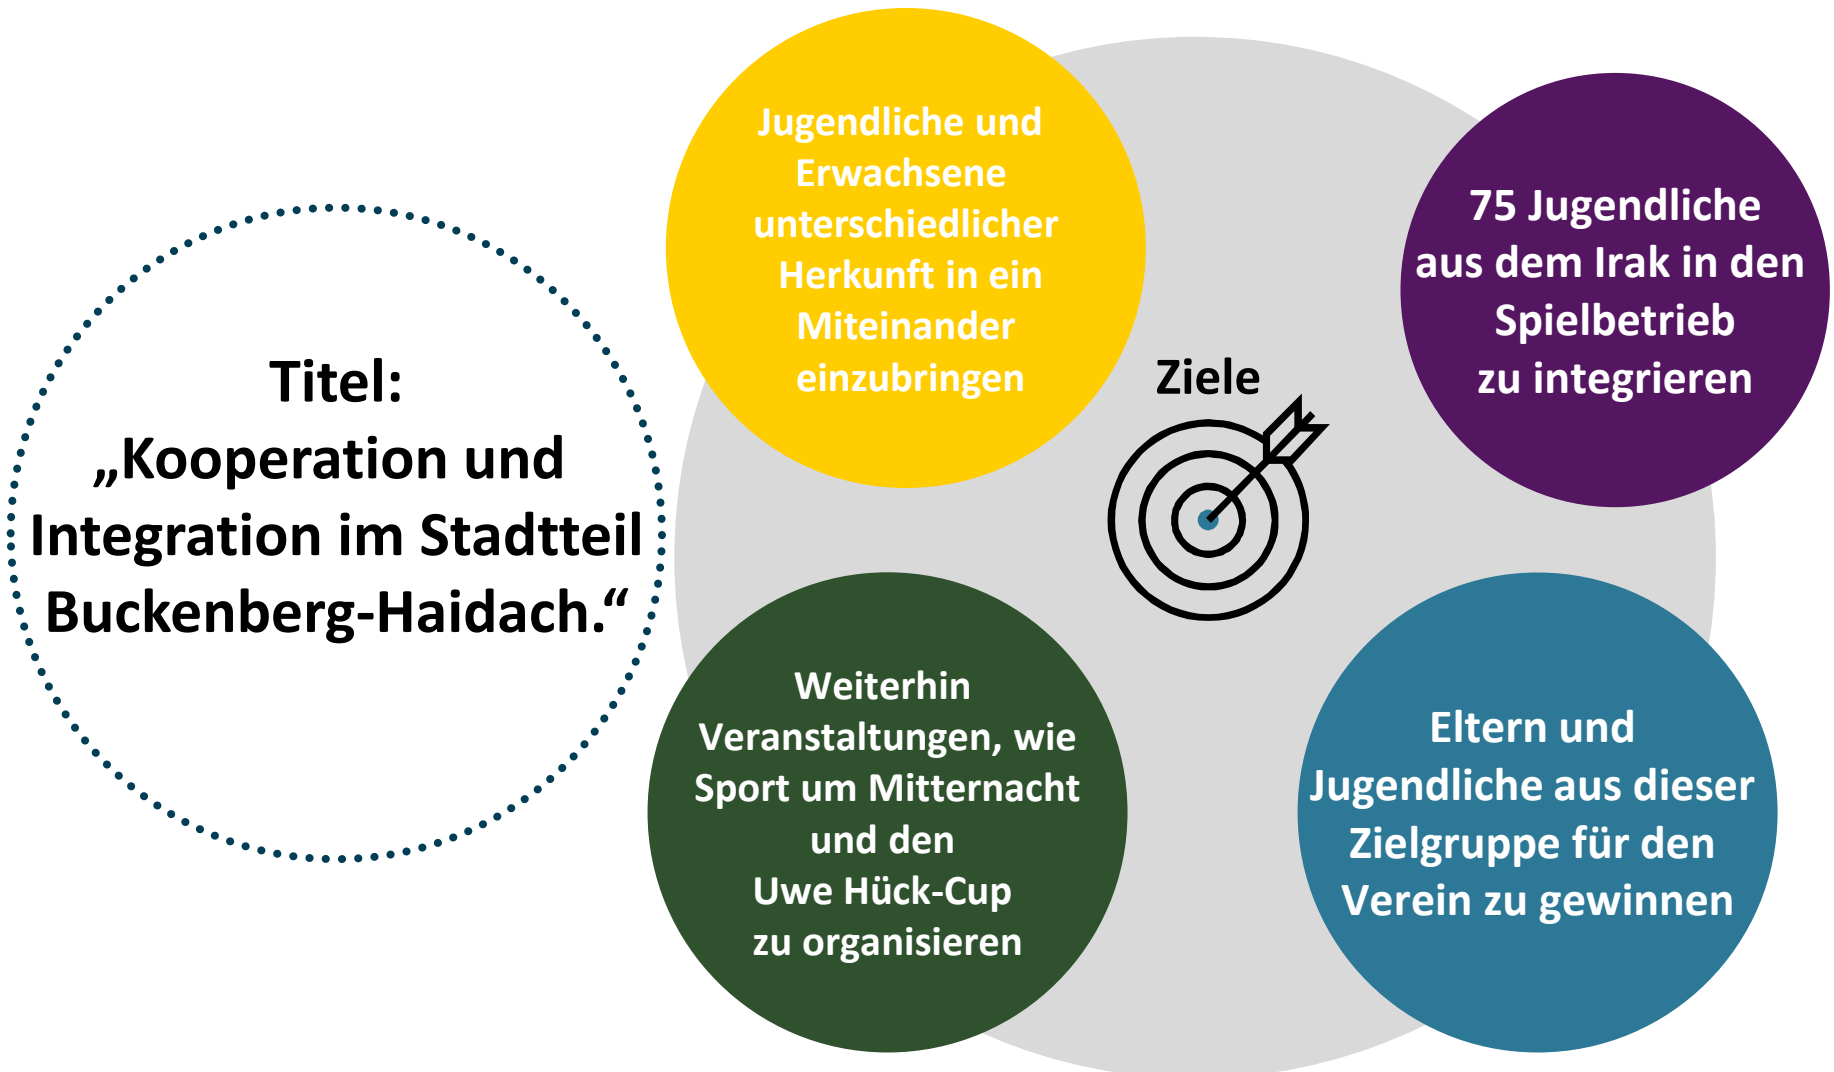 Titel:
„Kooperation und
Integration im Stadtteil
Buckenberg-Haidach.“
Jugendliche und
Erwachsene
unterschiedlicher
Herkunft in ein
Miteinander
einzubringen
Ziele
75 Jugendliche
aus dem Irak in den
Spielbetrieb
zu integrieren
Weiterhin
Veranstaltungen, wie
Sport um Mitternacht
und den
Uwe Hück-Cup
zu organisieren
Eltern und
Jugendliche aus dieser
Zielgruppe für den
Verein zu gewinnen